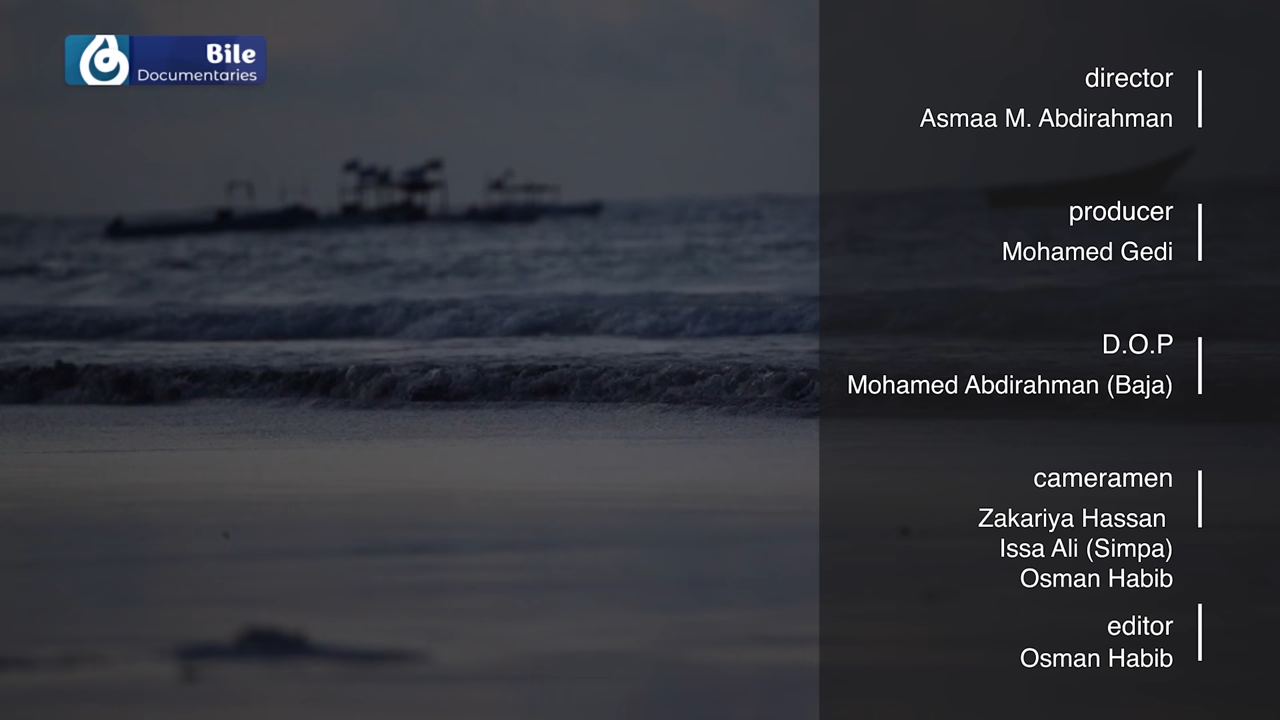 Bile
Documentaries
director
Asmaa M. Abdirahman
producer
Mohamed Gedi
D.O.P
Mohamed Abdirahman (Baja)
cameramen
Zakariya Hassan
Issa Ali (Simpa)
Osman Habib
editor
Osman Habib